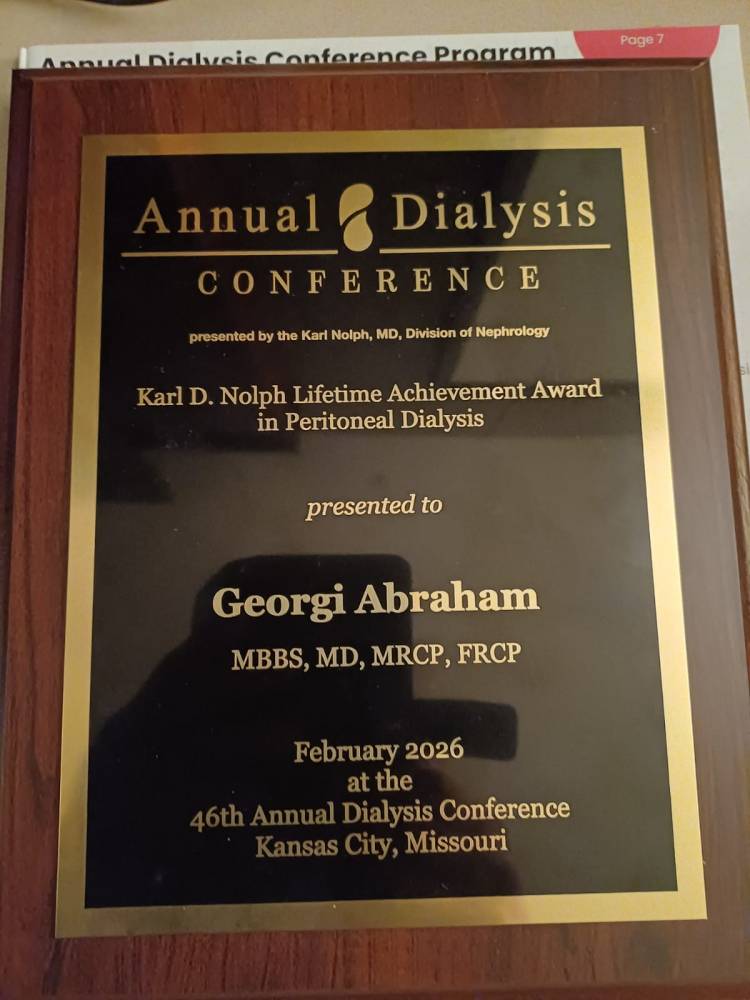 Annual Dialysis Conference Program
Page 7
Annual Dialysis
CONFERENCE
presented by the Karl Nolph, MD, Division of Nephrology
Karl D. Nolph Lifetime Achievement Award
in Peritoneal Dialysis
presented to
Georgi Abraham
MBBS, MD, MRCP, FRCP
February 2026
at the
46th Annual Dialysis Conference
Kansas City, Missouri